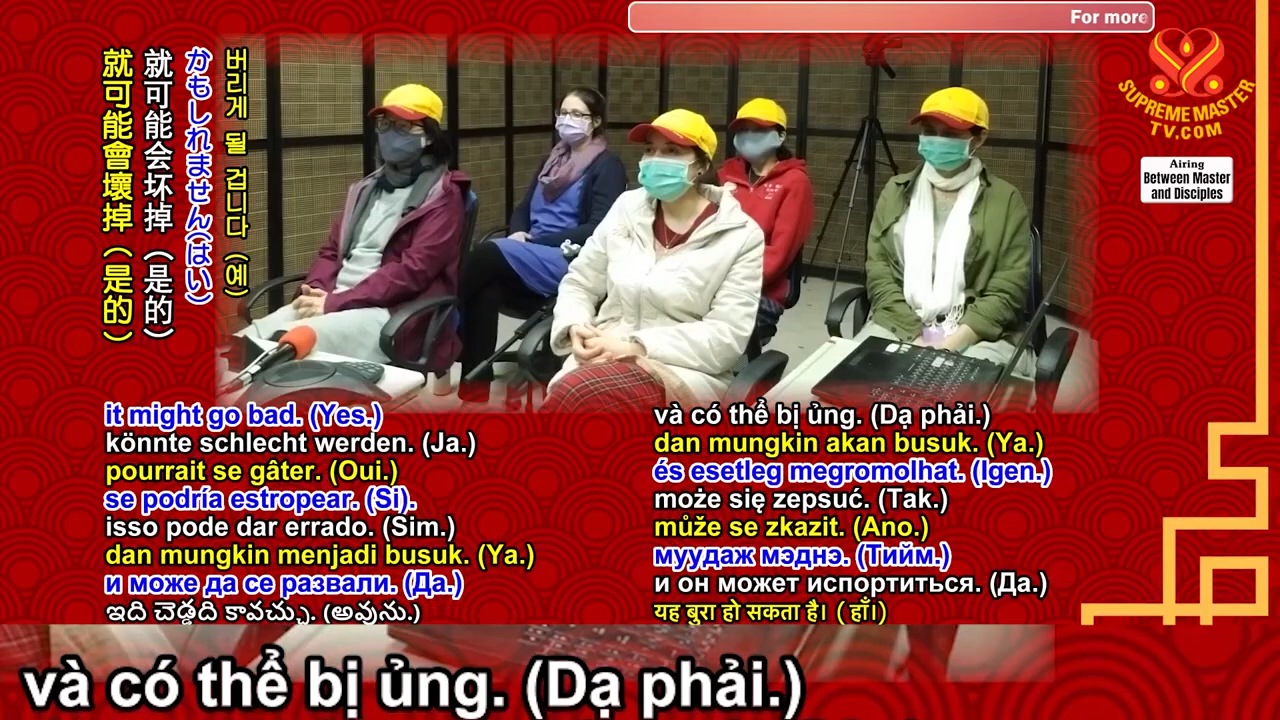 For more
SUPREME MASTER
TV.COM
Airing
Between Master
and Disciples
버리게 될 겁니다 (예)
かもしれません(はい)
就可能会坏掉（是的）
就可能會壞掉（是的）
it might go bad. (Yes.)
könnte schlecht werden. (Ja.)
pourrait se gâter. (Oui.)
se podría estropear. (Si).
isso pode dar errado. (Sim.)
dan mungkin menjadi busuk. (Ya.)
и може да се развали. (Да.)
ఇది చెడ్డది కావచ్చు. (అవును.)
và có thể bị ủng. (Dạ phải.)
dan mungkin akan busuk. (Ya.)
és esetleg megromolhat. (Igen.)
może się zepsuć. (Tak.)
může se zkazit. (Ano.)
муудаж мэднэ. (Тийм.)
и он может испортиться. (Да.)
यह बुरा हो सकता है। ( हाँ।)
và có thể bị ủng. (Dạ phải.)